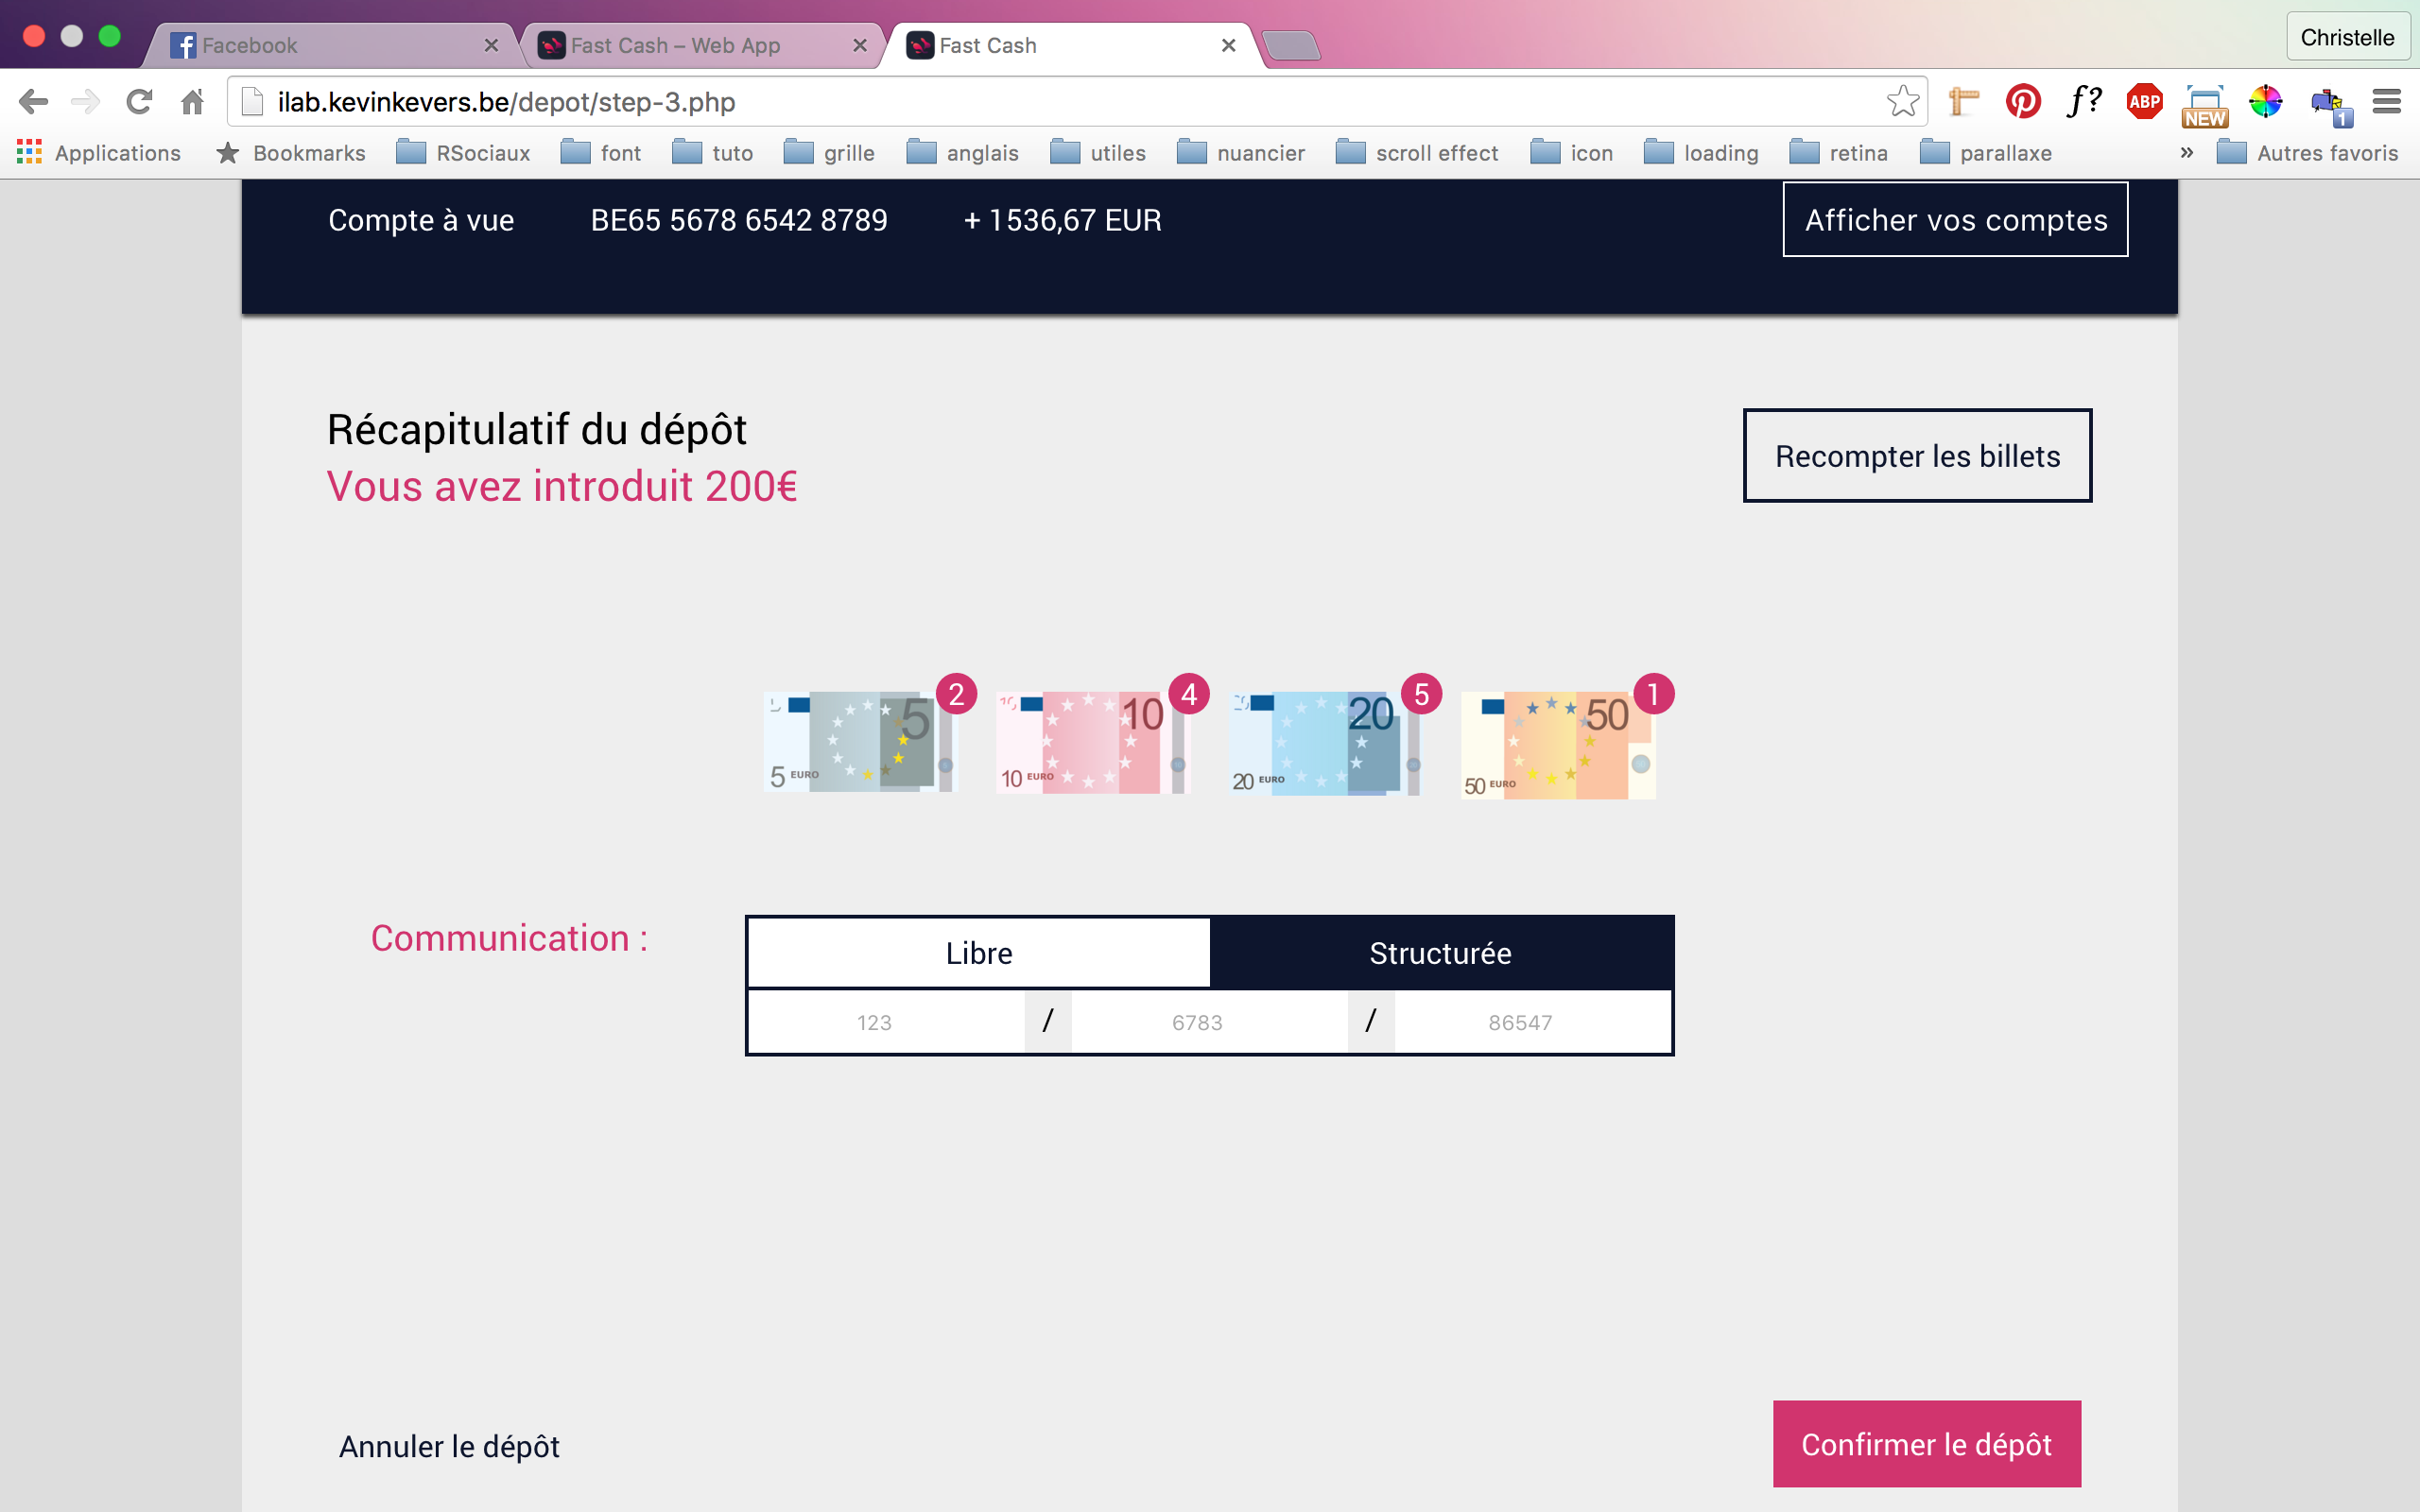 Facebook
Fast Cash – Web App
Fast Cash
Christelle
ilab.kevinkevers.be/depot/step-3.php
f?
ABP
NEW
1
Applications
Bookmarks
RSociaux
font
tuto
grille
anglais
utiles
nuancier
scroll effect
icon
loading
retina
parallaxe
»
Autres favoris
Compte à vue
BE65 5678 6542 8789
+ 1536,67 EUR
Afficher vos comptes
Récapitulatif du dépôt
Vous avez introduit 200€
Recompter les billets
5
2
5 EURO
10
4
10 EURO
20
5
20 EURO
50
1
50 EURO
Communication :
Libre
Structurée
123 / 6783 / 86547
Annuler le dépôt
Confirmer le dépôt